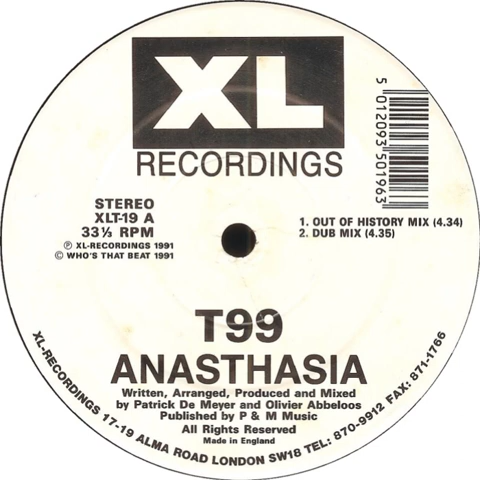 XL
RECORDINGS
5 012093 501963
STEREO
XLT-19 A
33⅓ RPM
Ⓟ XL-RECORDINGS 1991
© WHO'S THAT BEAT 1991
1. OUT OF HISTORY MIX (4.34)
2. DUB MIX (4.35)
T99
ANASTHASIA
Written, Arranged, Produced and Mixed
by Patrick De Meyer and Olivier Abbeloos
Published by P & M Music
All Rights Reserved
Made in England
XL-RECORDINGS 17-19 ALMA ROAD LONDON SW18 TEL: 870-9912 FAX: 871-1766